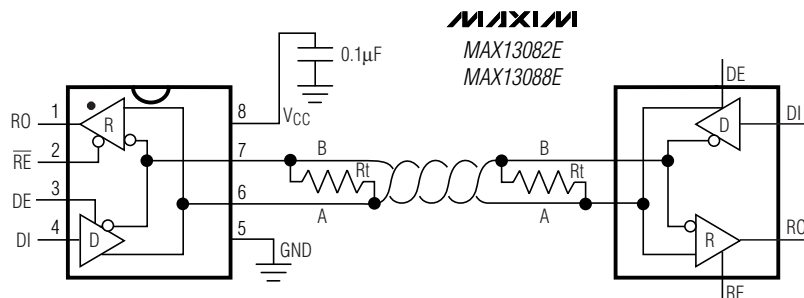 MAXIM
MAX13082E
MAX13088E
0.1µF
VCC
RO 1
R
RE 2
DE 3
DI 4
D
8
7
6
5
GND
B
Rt
A
B
Rt
A
DE
D
DI
R
RO
RE